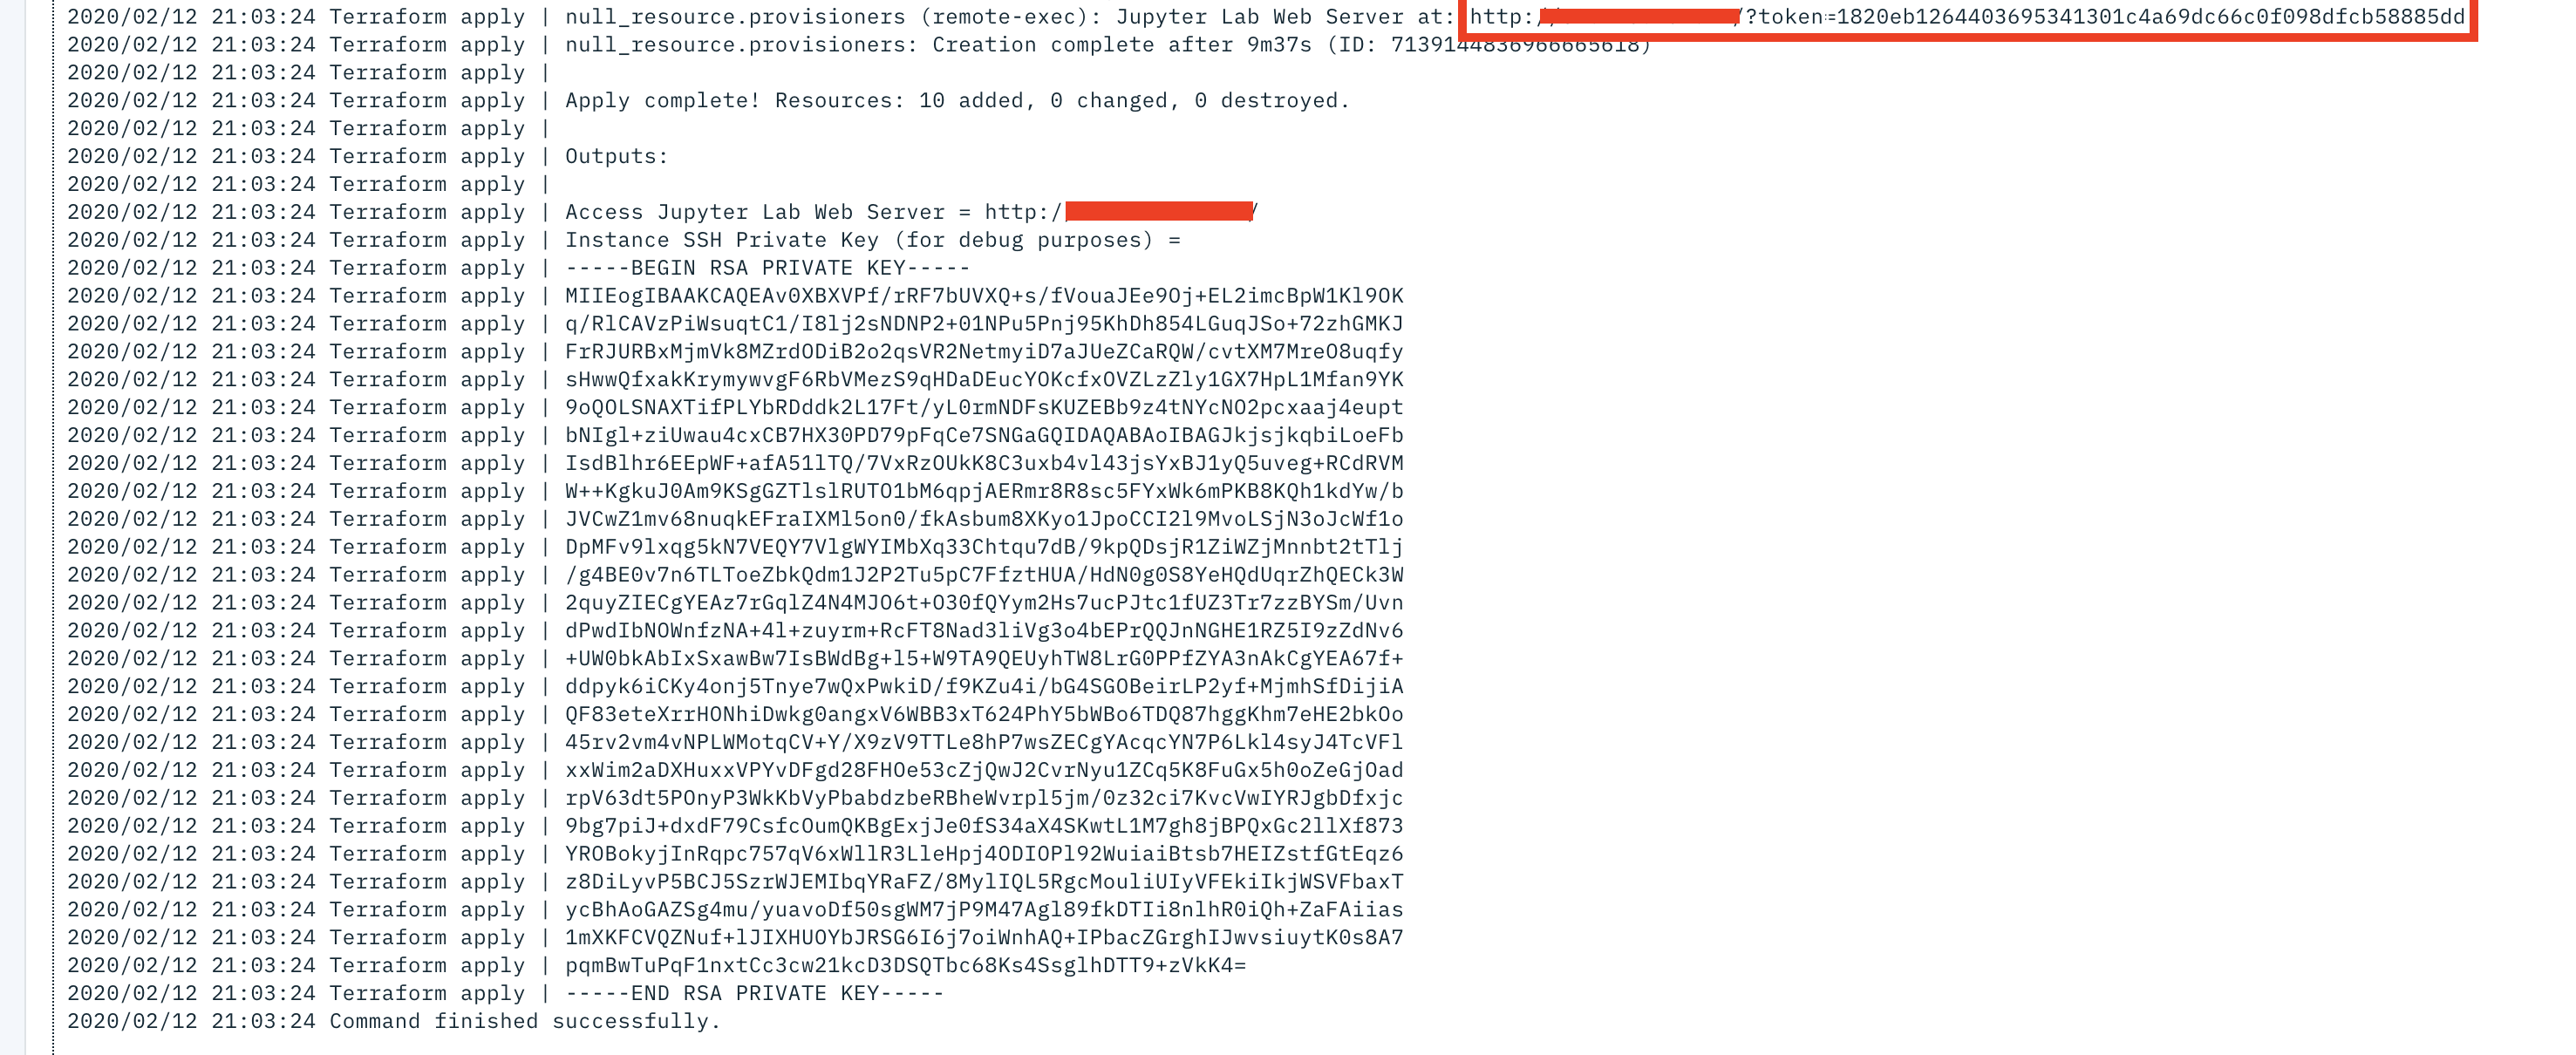 2020/02/12 21:03:24 Terraform apply | null_resource.provisioners (remote-exec): Jupyter Lab Web Server at: http:/ /?token=1820eb1264403695341301c4a69dc66c0f098dfcb58885dd
2020/02/12 21:03:24 Terraform apply | null_resource.provisioners: Creation complete after 9m37s (ID: 7139144836966665618)
2020/02/12 21:03:24 Terraform apply |
2020/02/12 21:03:24 Terraform apply | Apply complete! Resources: 10 added, 0 changed, 0 destroyed.
2020/02/12 21:03:24 Terraform apply |
2020/02/12 21:03:24 Terraform apply | Outputs:
2020/02/12 21:03:24 Terraform apply |
2020/02/12 21:03:24 Terraform apply | Access Jupyter Lab Web Server = http:/ /
2020/02/12 21:03:24 Terraform apply | Instance SSH Private Key (for debug purposes) =
2020/02/12 21:03:24 Terraform apply | -----BEGIN RSA PRIVATE KEY-----
2020/02/12 21:03:24 Terraform apply | MIIEogIBAAKCAQEAv0XBXVPf/rRF7bUVXQ+s/fVouaJEe9Oj+EL2imcBpW1Kl9OK
2020/02/12 21:03:24 Terraform apply | q/RlCAVzPiWsuqtC1/I8lj2sNDNP2+01NPu5Pnj95KhDh854LGuqJSo+72zhGMKJ
2020/02/12 21:03:24 Terraform apply | FrRJURBxMjmVk8MZrdODiB2o2qsVR2NetmyiD7aJUeZCaRQW/cvtXM7MreO8uqfy
2020/02/12 21:03:24 Terraform apply | sHwwQfxakKrymywvgF6RbVMezS9qHDaDEucYOKcfxOVZLzZly1GX7HpL1Mfan9YK
2020/02/12 21:03:24 Terraform apply | 9oQOLSNAXTifPLYbRDddk2L17Ft/yL0rmNDFsKUZEBb9z4tNYcNO2pcxaaj4eupt
2020/02/12 21:03:24 Terraform apply | bNIgl+ziUwau4cxCB7HX30PD79pFqCe7SNGaGQIDAQABAoIBAGJkjsjkqbiLoeFb
2020/02/12 21:03:24 Terraform apply | IsdBlhr6EEpWF+afA51lTQ/7VxRzOUkK8C3uxb4vl43jsYxBJ1yQ5uveg+RCdRVM
2020/02/12 21:03:24 Terraform apply | W++KgkuJ0Am9KSgGZTlslRUTO1bM6qpjAERmr8R8sc5FYxWk6mPKB8KQh1kdYw/b
2020/02/12 21:03:24 Terraform apply | JVCwZ1mv68nuqkEFraIXMl5on0/fkAsbum8XKyo1JpoCCI2l9MvoLSjN3oJcWf1o
2020/02/12 21:03:24 Terraform apply | DpMFv9lxqg5kN7VEQY7VlgWYIMbXq33Chtqu7dB/9kpQDsjR1ZiWZjMnnbt2tTlj
2020/02/12 21:03:24 Terraform apply | /g4BE0v7n6TLToeZbkQdm1J2P2Tu5pC7FfztHUA/HdN0g0S8YeHQdUqrZhQECk3W
2020/02/12 21:03:24 Terraform apply | 2quyZIECgYEAz7rGqlZ4N4MJO6t+O30fQYym2Hs7ucPJtc1fUZ3Tr7zzBYSm/Uvn
2020/02/12 21:03:24 Terraform apply | dPwdIbNOWnfzNA+4l+zuyrm+RcFT8Nad3liVg3o4bEPrQQJnNGHE1RZ5I9zZdNv6
2020/02/12 21:03:24 Terraform apply | +UW0bkAbIxSxawBw7IsBWdBg+l5+W9TA9QEUyhTW8LrG0PPfZYA3nAkCgYEA67f+
2020/02/12 21:03:24 Terraform apply | ddpyk6iCKy4onj5Tnye7wQxPwkiD/f9KZu4i/bG4SGOBeirLP2yf+MjmhSfDijiA
2020/02/12 21:03:24 Terraform apply | QF83eteXrrHONhiDwkg0angxV6WBB3xT624PhY5bWBo6TDQ87hggKhm7eHE2bkOo
2020/02/12 21:03:24 Terraform apply | 45rv2vm4vNPLWMotqCV+Y/X9zV9TTLe8hP7wsZECgYAcqcYN7P6Lkl4syJ4TcVFl
2020/02/12 21:03:24 Terraform apply | xxWim2aDXHuxxVPYvDFgd28FHOe53cZjQwJ2CvrNyu1ZCq5K8FuGx5h0oZeGjOad
2020/02/12 21:03:24 Terraform apply | rpV63dt5POnyP3WkKbVyPbabdzbeRBheWvrpl5jm/0z32ci7KvcVwIYRJgbDfxjc
2020/02/12 21:03:24 Terraform apply | 9bg7piJ+dxdF79CsfcOumQKBgExjJe0fS34aX4SKwtL1M7gh8jBPQxGc2llXf873
2020/02/12 21:03:24 Terraform apply | YROBokyjInRqpc757qV6xWllR3LleHpj4ODIOPl92WuiaiBtsb7HEIZstfGtEqz6
2020/02/12 21:03:24 Terraform apply | z8DiLyvP5BCJ5SzrWJEMIbqYRaFZ/8MylIQL5RgcMouliUIyVFEkiIkjWSVFbaxT
2020/02/12 21:03:24 Terraform apply | ycBhAoGAZSg4mu/yuavoDf50sgWM7jP9M47Agl89fkDTIi8nlhR0iQh+ZaFAiias
2020/02/12 21:03:24 Terraform apply | 1mXKFCVQZNuf+lJIXHUOYbJRSG6I6j7oiWnhAQ+IPbacZGrghIJwvsiuytK0s8A7
2020/02/12 21:03:24 Terraform apply | pqmBwTuPqF1nxtCc3cw21kcD3DSQTbc68Ks4SsglhDTT9+zVkK4=
2020/02/12 21:03:24 Terraform apply | -----END RSA PRIVATE KEY-----
2020/02/12 21:03:24 Command finished successfully.